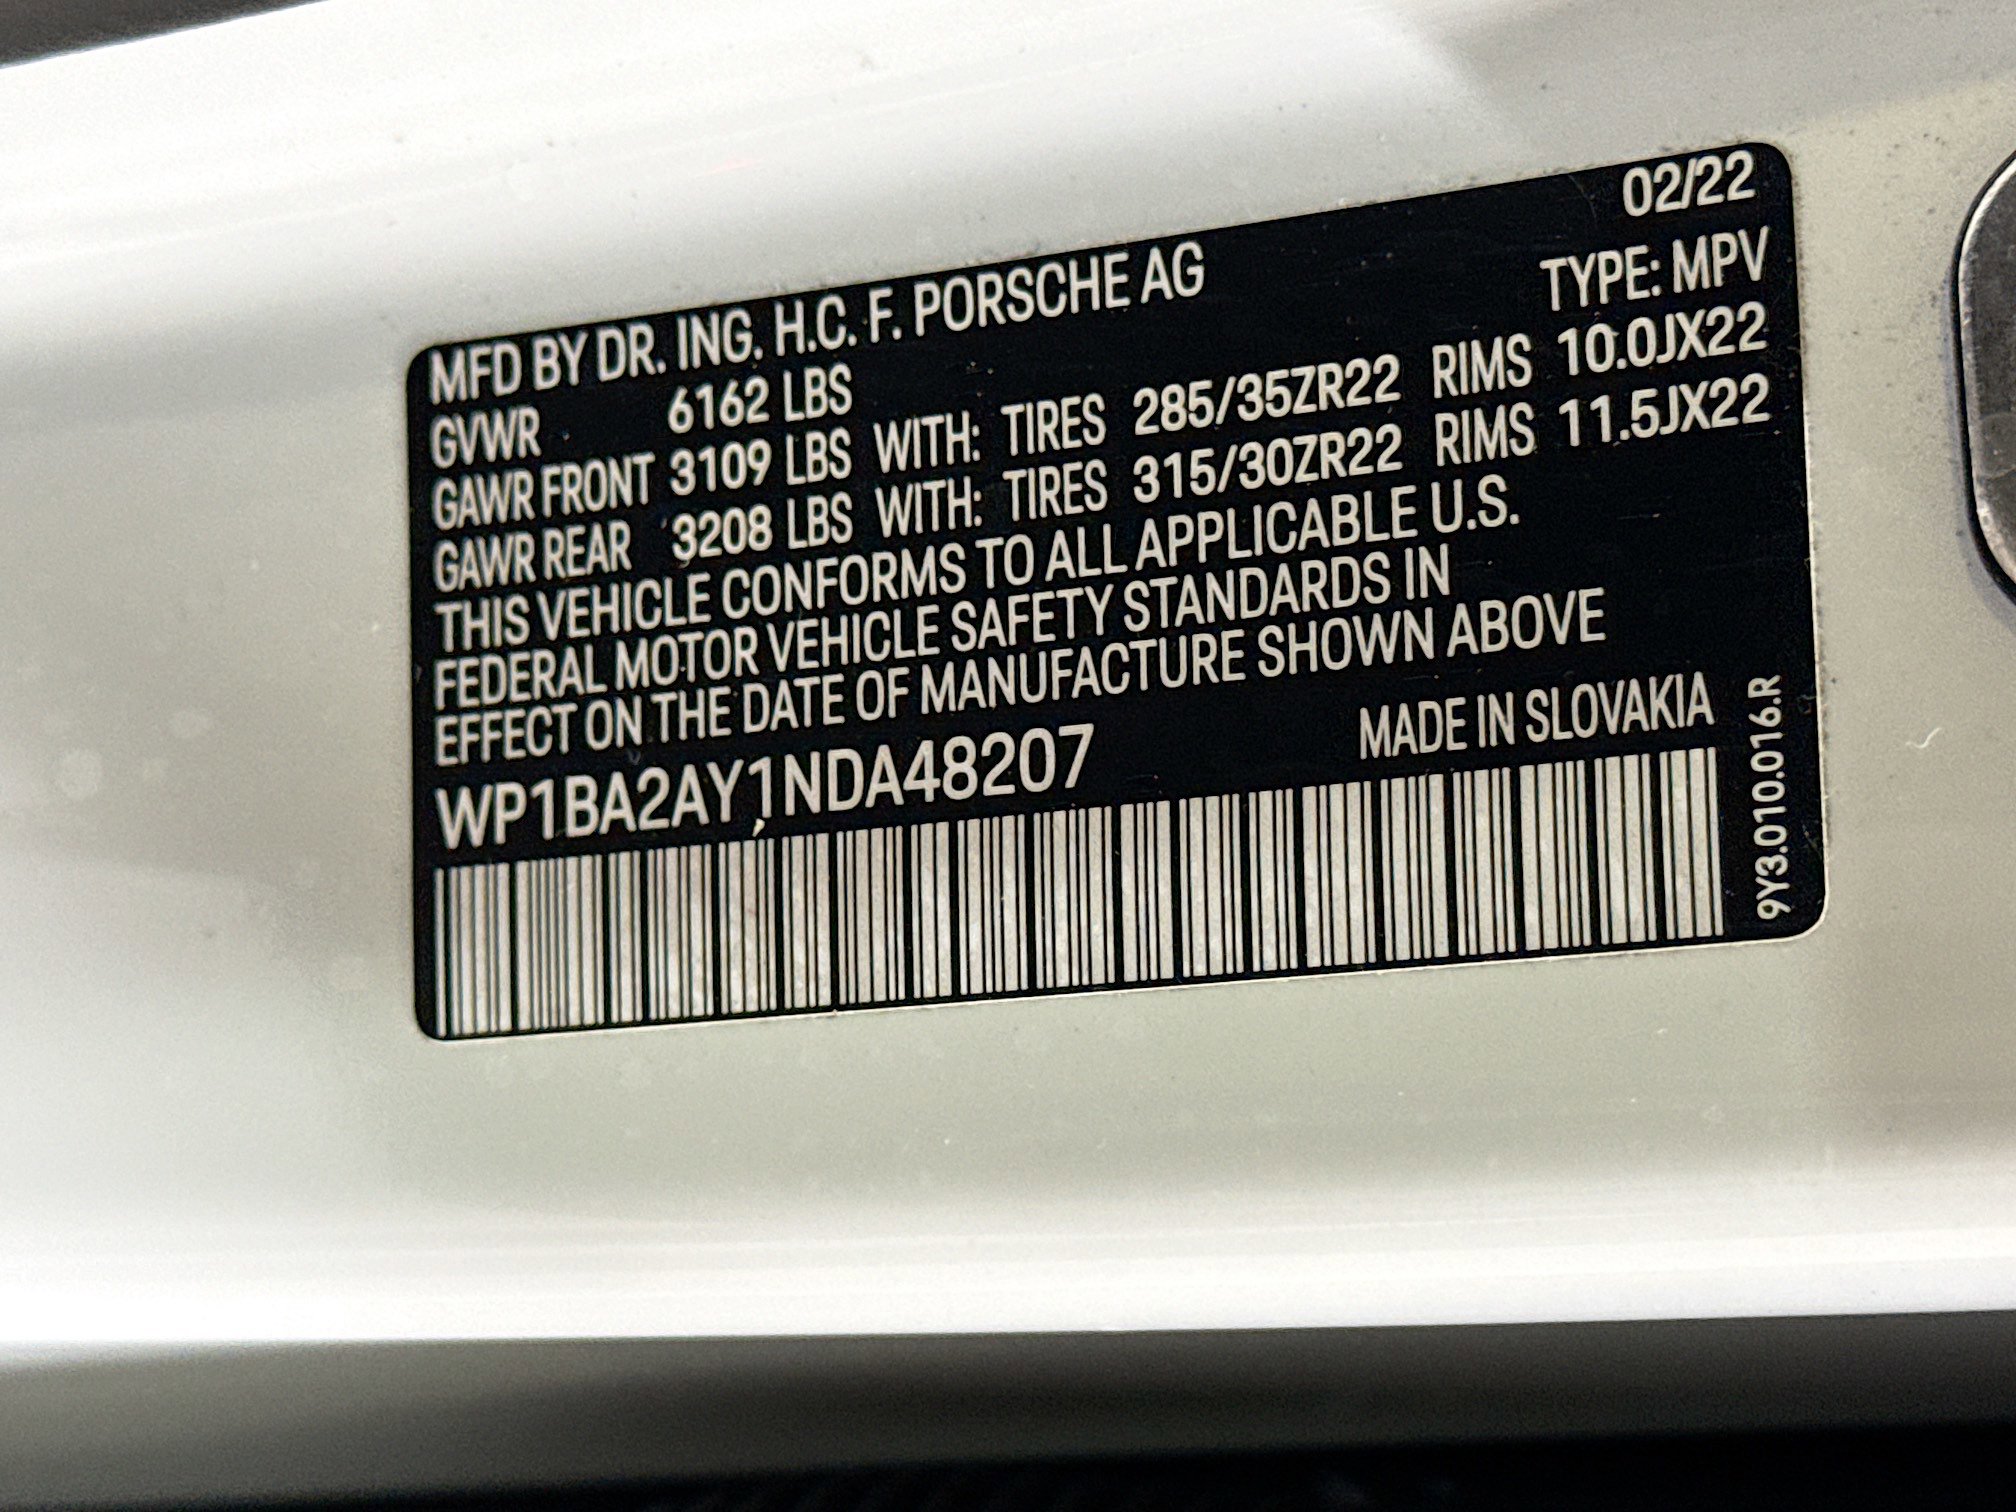 02/22
MFD BY DR. ING. H.C. F. PORSCHE AG
TYPE: MPV
GVWR 6162 LBS
GAWR FRONT 3109 LBS WITH: TIRES 285/35ZR22 RIMS 10.0JX22
GAWR REAR 3208 LBS WITH: TIRES 315/30ZR22 RIMS 11.5JX22
THIS VEHICLE CONFORMS TO ALL APPLICABLE U.S.
FEDERAL MOTOR VEHICLE SAFETY STANDARDS IN
EFFECT ON THE DATE OF MANUFACTURE SHOWN ABOVE
WP1BA2AY1NDA48207
MADE IN SLOVAKIA
9Y3.010.016.R